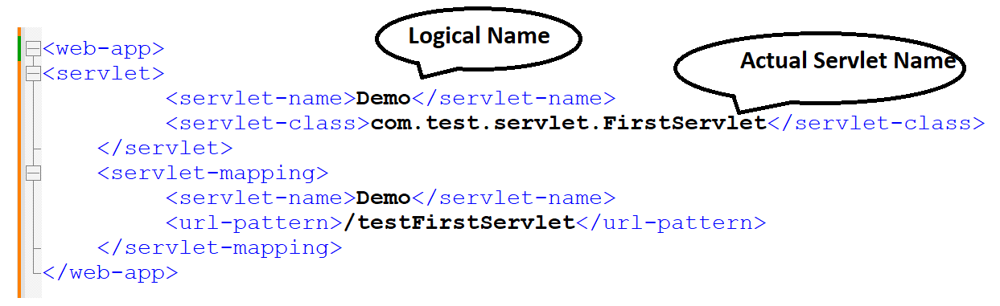 Logical Name
Actual Servlet Name
<web-app>
<servlet>
<servlet-name>Demo</servlet-name>
<servlet-class>com.test.servlet.FirstServlet</servlet-class>
</servlet>
<servlet-mapping>
<servlet-name>Demo</servlet-name>
<url-pattern>/testFirstServlet</url-pattern>
</servlet-mapping>
</web-app>